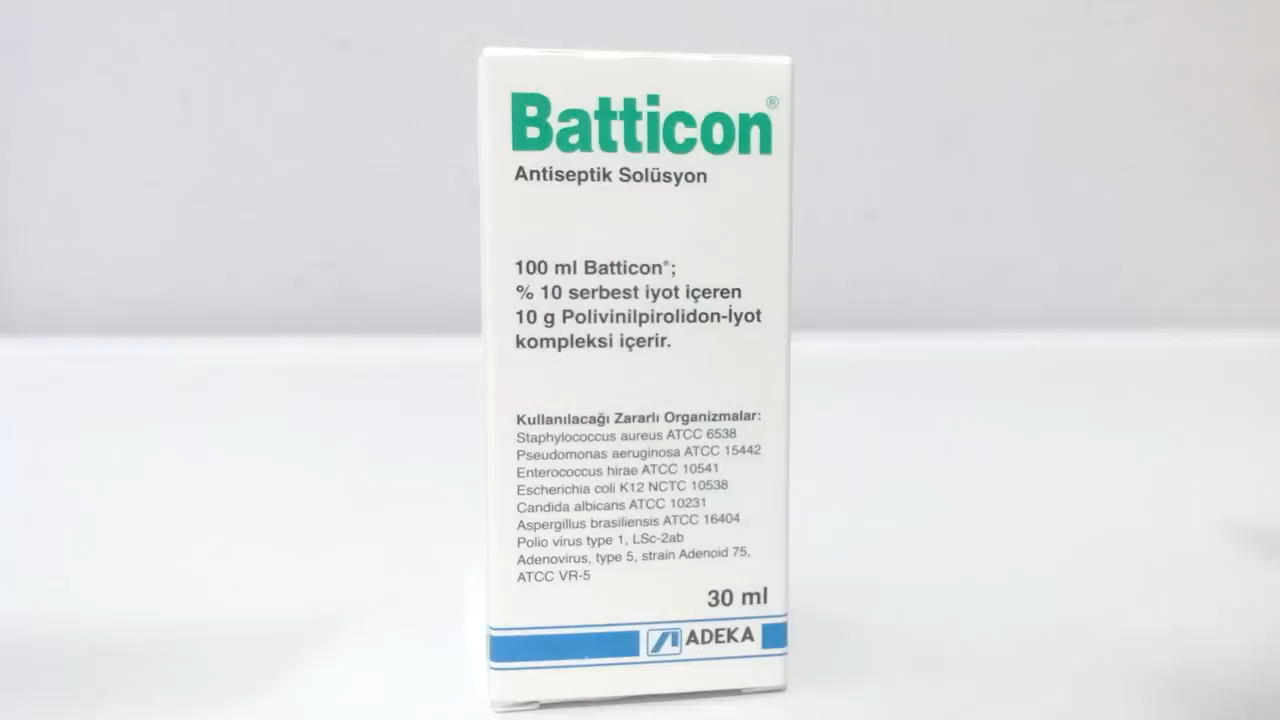 Batticon®
Antiseptik Solüsyon
100 ml Batticon®;
% 10 serbest iyot içeren
10 g Polivinilpirolidon-İyot
kompleksi içerir.
Kullanılacağı Zararlı Organizmalar:
Staphylococcus aureus ATCC 6538
Pseudomonas aeruginosa ATCC 15442
Enterococcus hirae ATCC 10541
Escherichia coli K12 NCTC 10538
Candida albicans ATCC 10231
Aspergillus brasiliensis ATCC 16404
Polio virus type 1, LSc-2ab
Adenovirus, type 5, strain Adenoid 75,
ATCC VR-5
30 ml
ADEKA